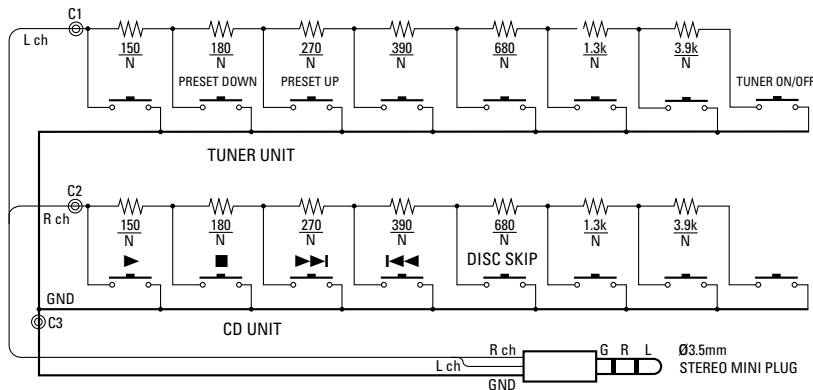 C1
L ch
150 180 270 390 680 1.3k 3.9k
N N N N N N N
PRESET DOWN PRESET UP TUNER ON/OFF
TUNER UNIT
C2
R ch
150 180 270 390 680 1.3k 3.9k
N N N N N N N
DISC SKIP
GND
C3
CD UNIT
R ch G R L Ø3.5mm
L ch STEREO MINI PLUG
GND